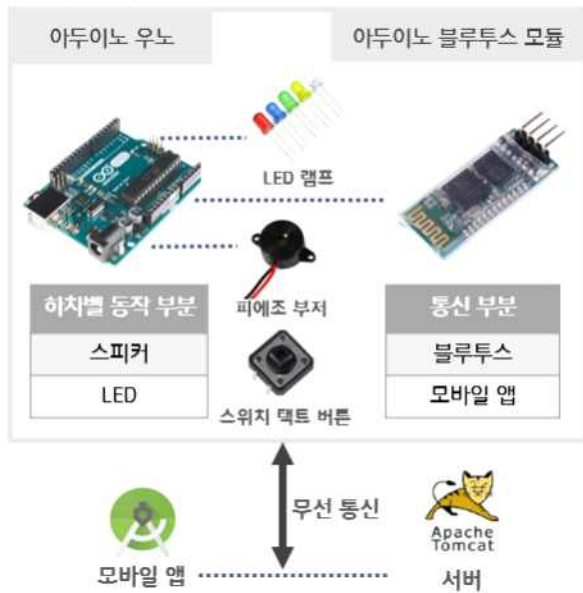 아두이노 우노
아두이노 블루투스 모듈
LED 램프
피에조 부저
하차벨 동작 부분
스피커
LED
통신 부분
블루투스
모바일 앱
스위치 택트 버튼
무선 통신
모바일 앱
Apache
Tomcat
서버